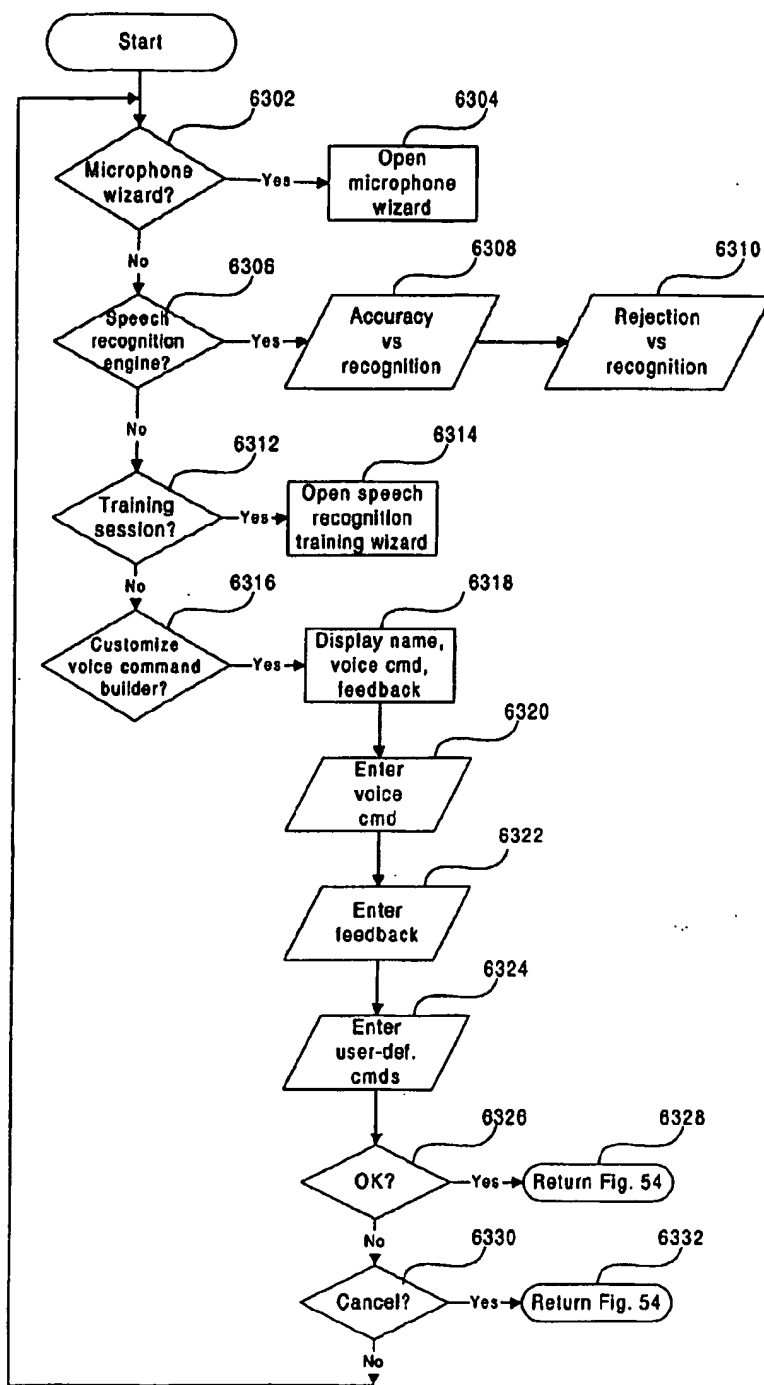 Start
6302
6304
Microphone
wizard?
Yes
Open
microphone
wizard
No
6306
6308
6310
Speech
recognition
engine?
Yes
Accuracy
vs
recognition
Rejection
vs
recognition
No
6312
6314
Training
session?
Yes
Open speech
recognition
training wizard
No
6316
6318
Customize
voice command
builder?
Yes
Display name,
voice cmd,
feedback
6320
Enter
voice
cmd
6322
Enter
feedback
6324
Enter
user-def.
cmds
6326
6328
OK?
Yes
Return Fig. 54
No
6330
6332
Cancel?
Yes
Return Fig. 54
No